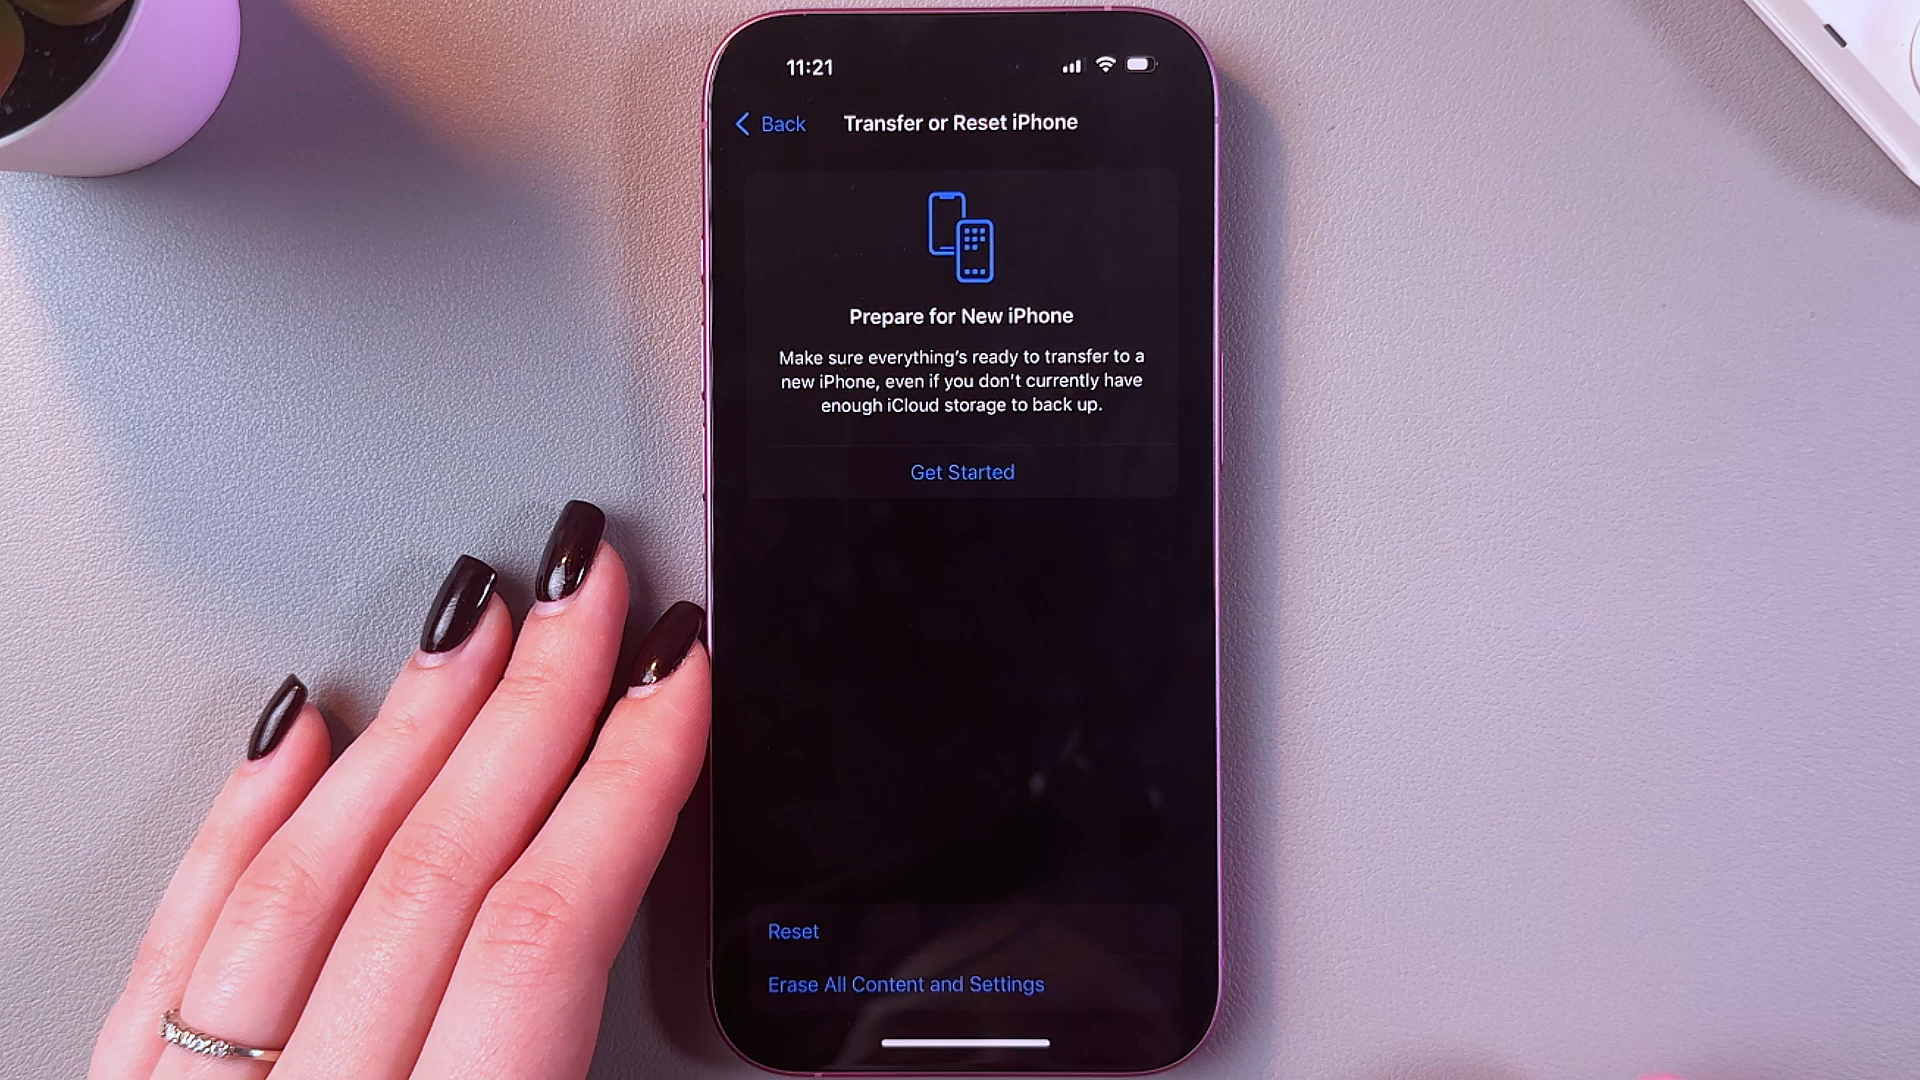 11:21
Back
Transfer or Reset iPhone
Prepare for New iPhone
Make sure everything's ready to transfer to a
new iPhone, even if you don't currently have
enough iCloud storage to back up.
Get Started
Reset
Erase All Content and Settings